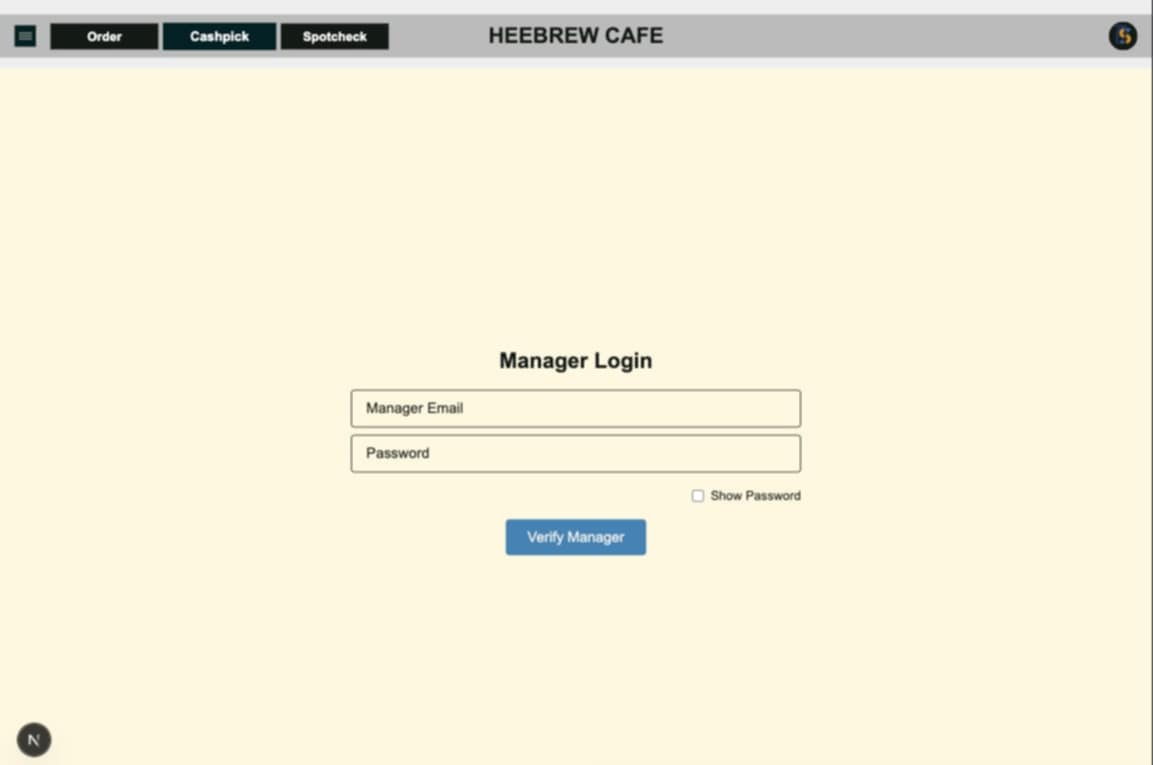 Order Cashpick Spotcheck HEEBREW CAFE
Manager Login
Manager Email
Password
Show Password
Verify Manager
N